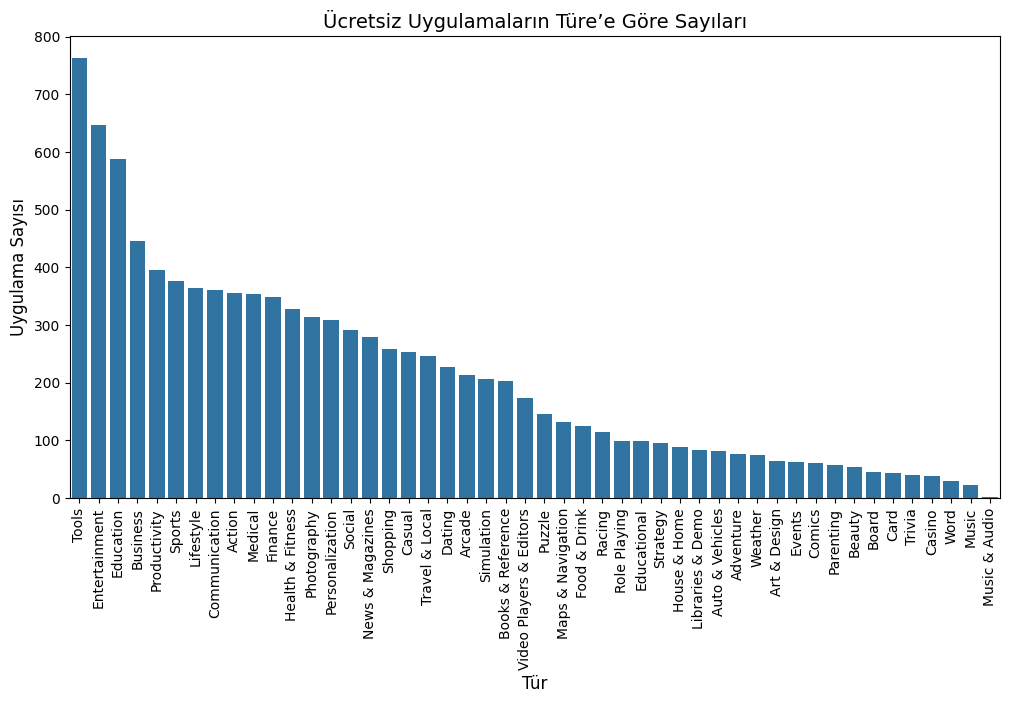 Ücretsiz Uygulamaların Türe’e Göre Sayıları
Uygulama Sayısı
800
700
600
500
400
300
200
100
0
Tools
Entertainment
Education
Business
Productivity
Sports
Lifestyle
Communication
Action
Medical
Finance
Health & Fitness
Photography
Personalization
Social
News & Magazines
Shopping
Casual
Travel & Local
Dating
Arcade
Simulation
Books & Reference
Video Players & Editors
Puzzle
Maps & Navigation
Food & Drink
Racing
Role Playing
Educational
Strategy
House & Home
Libraries & Demo
Auto & Vehicles
Adventure
Weather
Art & Design
Events
Comics
Parenting
Beauty
Board
Card
Trivia
Casino
Word
Music
Music & Audio
Tür